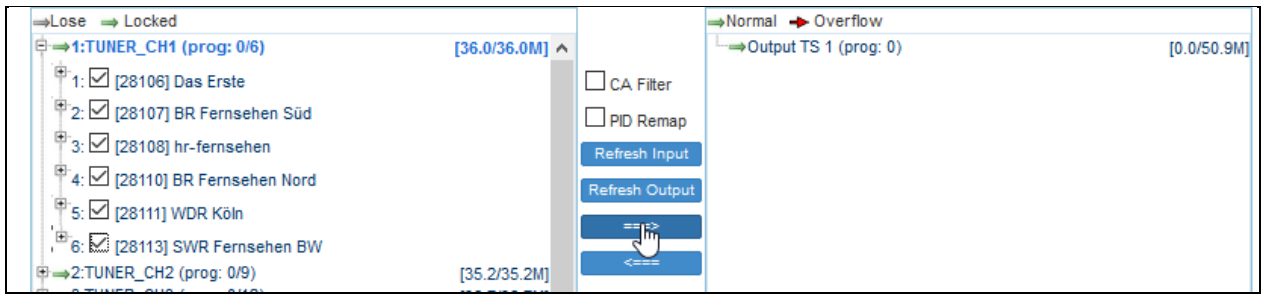 Lose Locked
1:TUNER_CH1 (prog: 0/6) [36.0/36.0M]
1: [28106] Das Erste
2: [28107] BR Fernsehen Süd
3: [28108] hr-fernsehen
4: [28110] BR Fernsehen Nord
5: [28111] WDR Köln
6: [28113] SWR Fernsehen BW
2:TUNER_CH2 (prog: 0/9) [35.2/35.2M]
CA Filter
PID Remap
Refresh Input
Refresh Output
===>
<===
Normal Overflow
Output TS 1 (prog: 0) [0.0/50.9M]